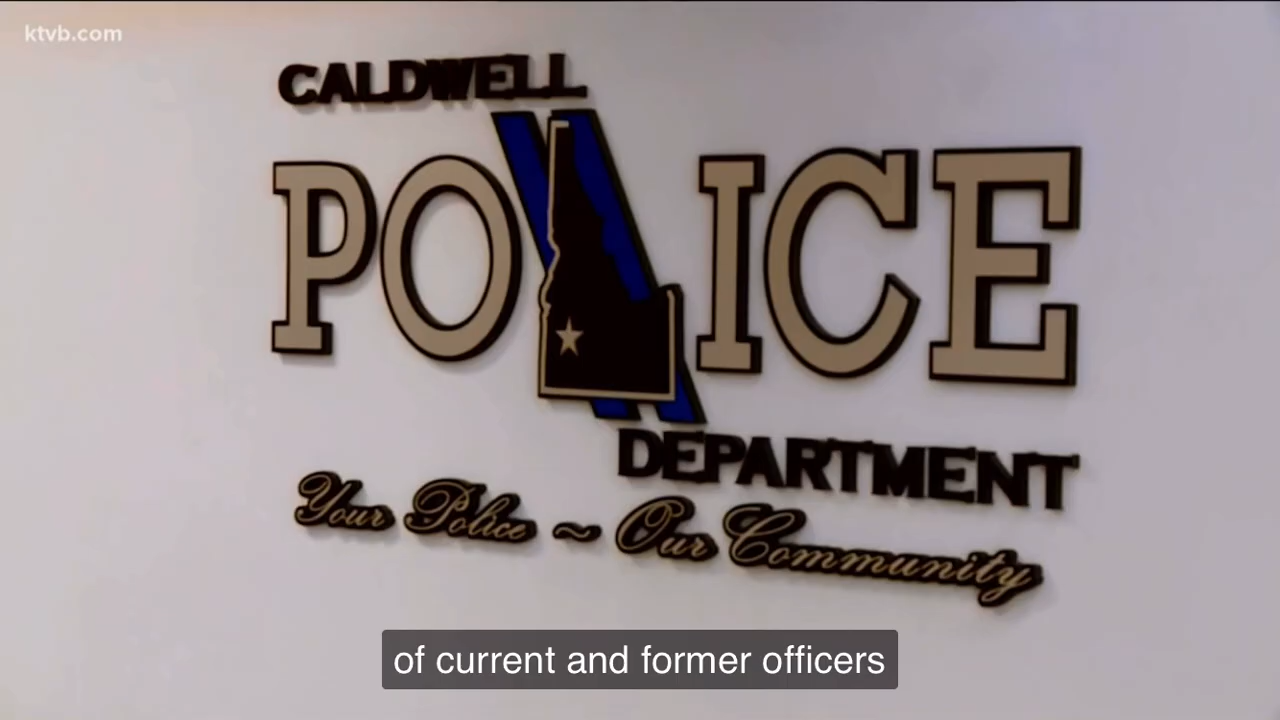 ktvb.com
CALDWELL
POLICE
DEPARTMENT
Your Police ~ Our Community
of current and former officers